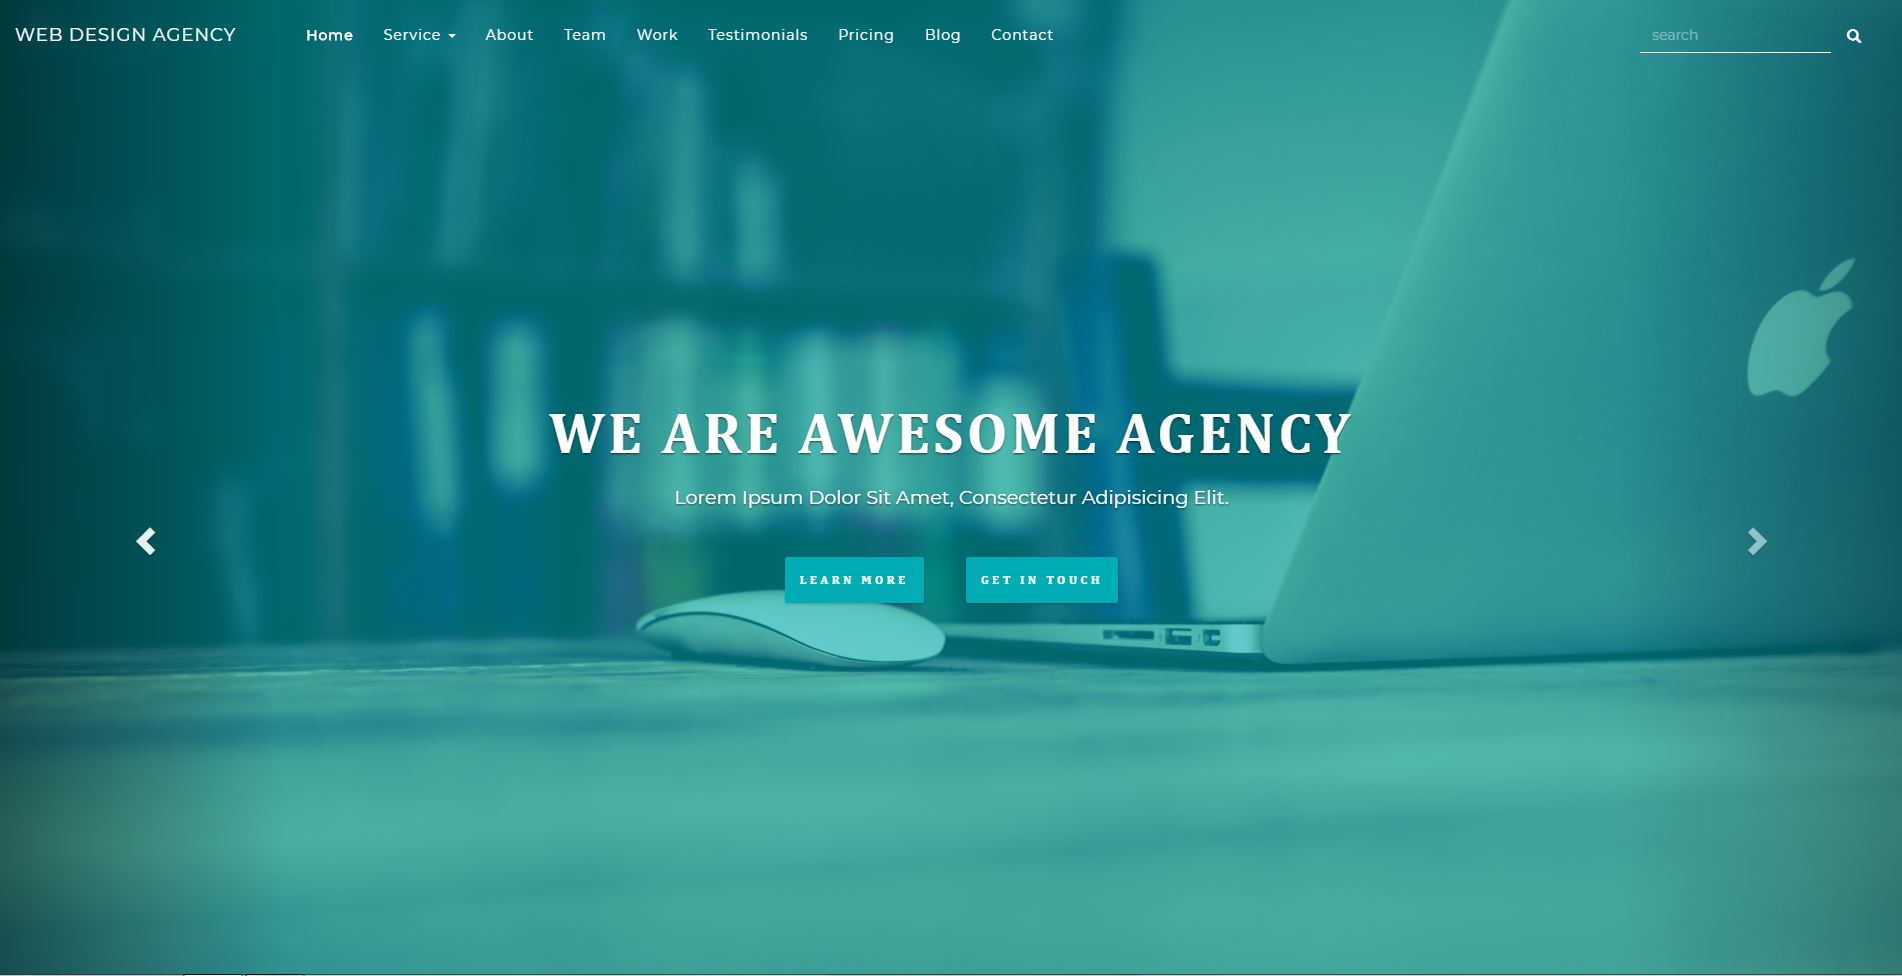 WEB DESIGN AGENCY
Home Service About Team Work Testimonials Pricing Blog Contact
search
WE ARE AWESOME AGENCY
Lorem Ipsum Dolor Sit Amet, Consectetur Adipisicing Elit.
LEARN MORE GET IN TOUCH